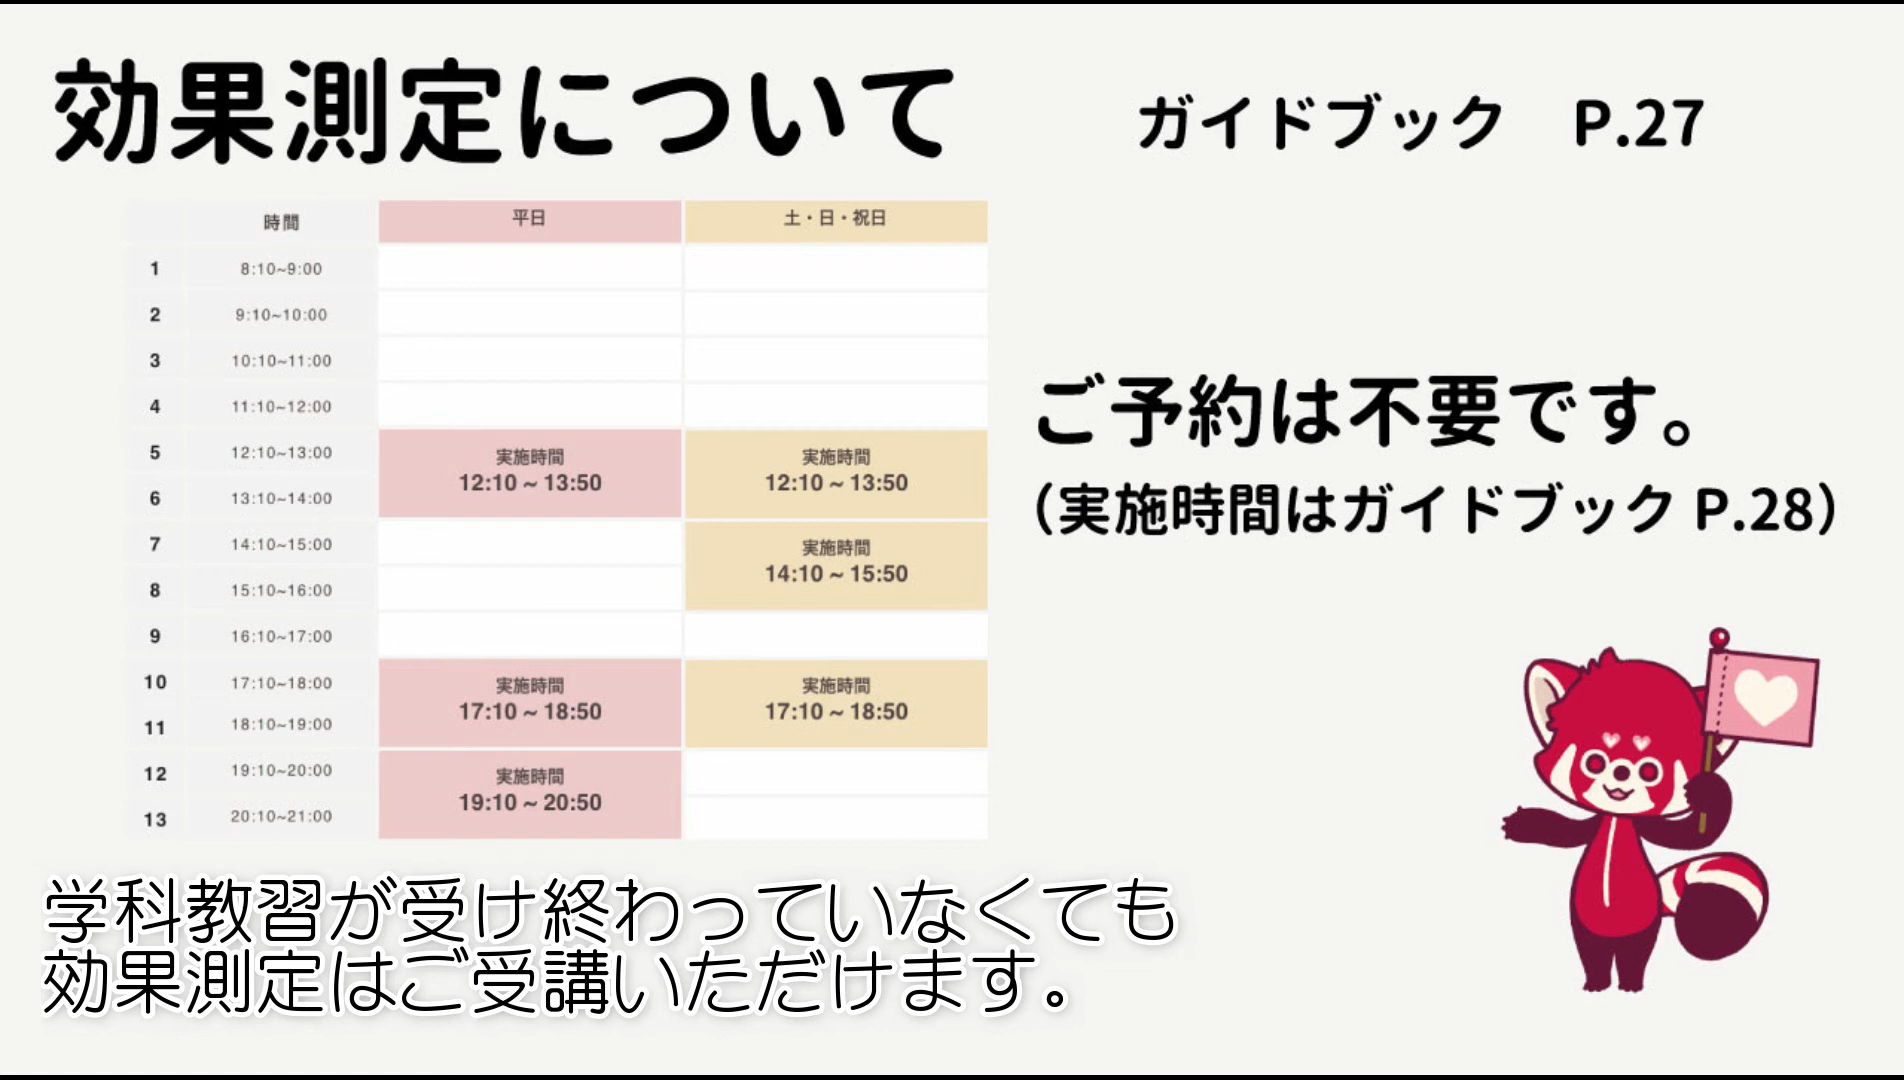 効果測定について
ガイドブック　P.27
時間 平日 土・日・祝日
1 8:10~9:00
2 9:10~10:00
3 10:10~11:00
4 11:10~12:00
5 12:10~13:00
6 13:10~14:00
実施時間 実施時間
12:10 ~ 13:50 12:10 ~ 13:50
7 14:10~15:00
8 15:10~16:00
実施時間
14:10 ~ 15:50
9 16:10~17:00
10 17:10~18:00
11 18:10~19:00
実施時間 実施時間
17:10 ~ 18:50 17:10 ~ 18:50
12 19:10~20:00
13 20:10~21:00
実施時間
19:10 ~ 20:50
ご予約は不要です。
（実施時間はガイドブック P.28）
学科教習が受け終わっていなくても
効果測定はご受講いただけます。